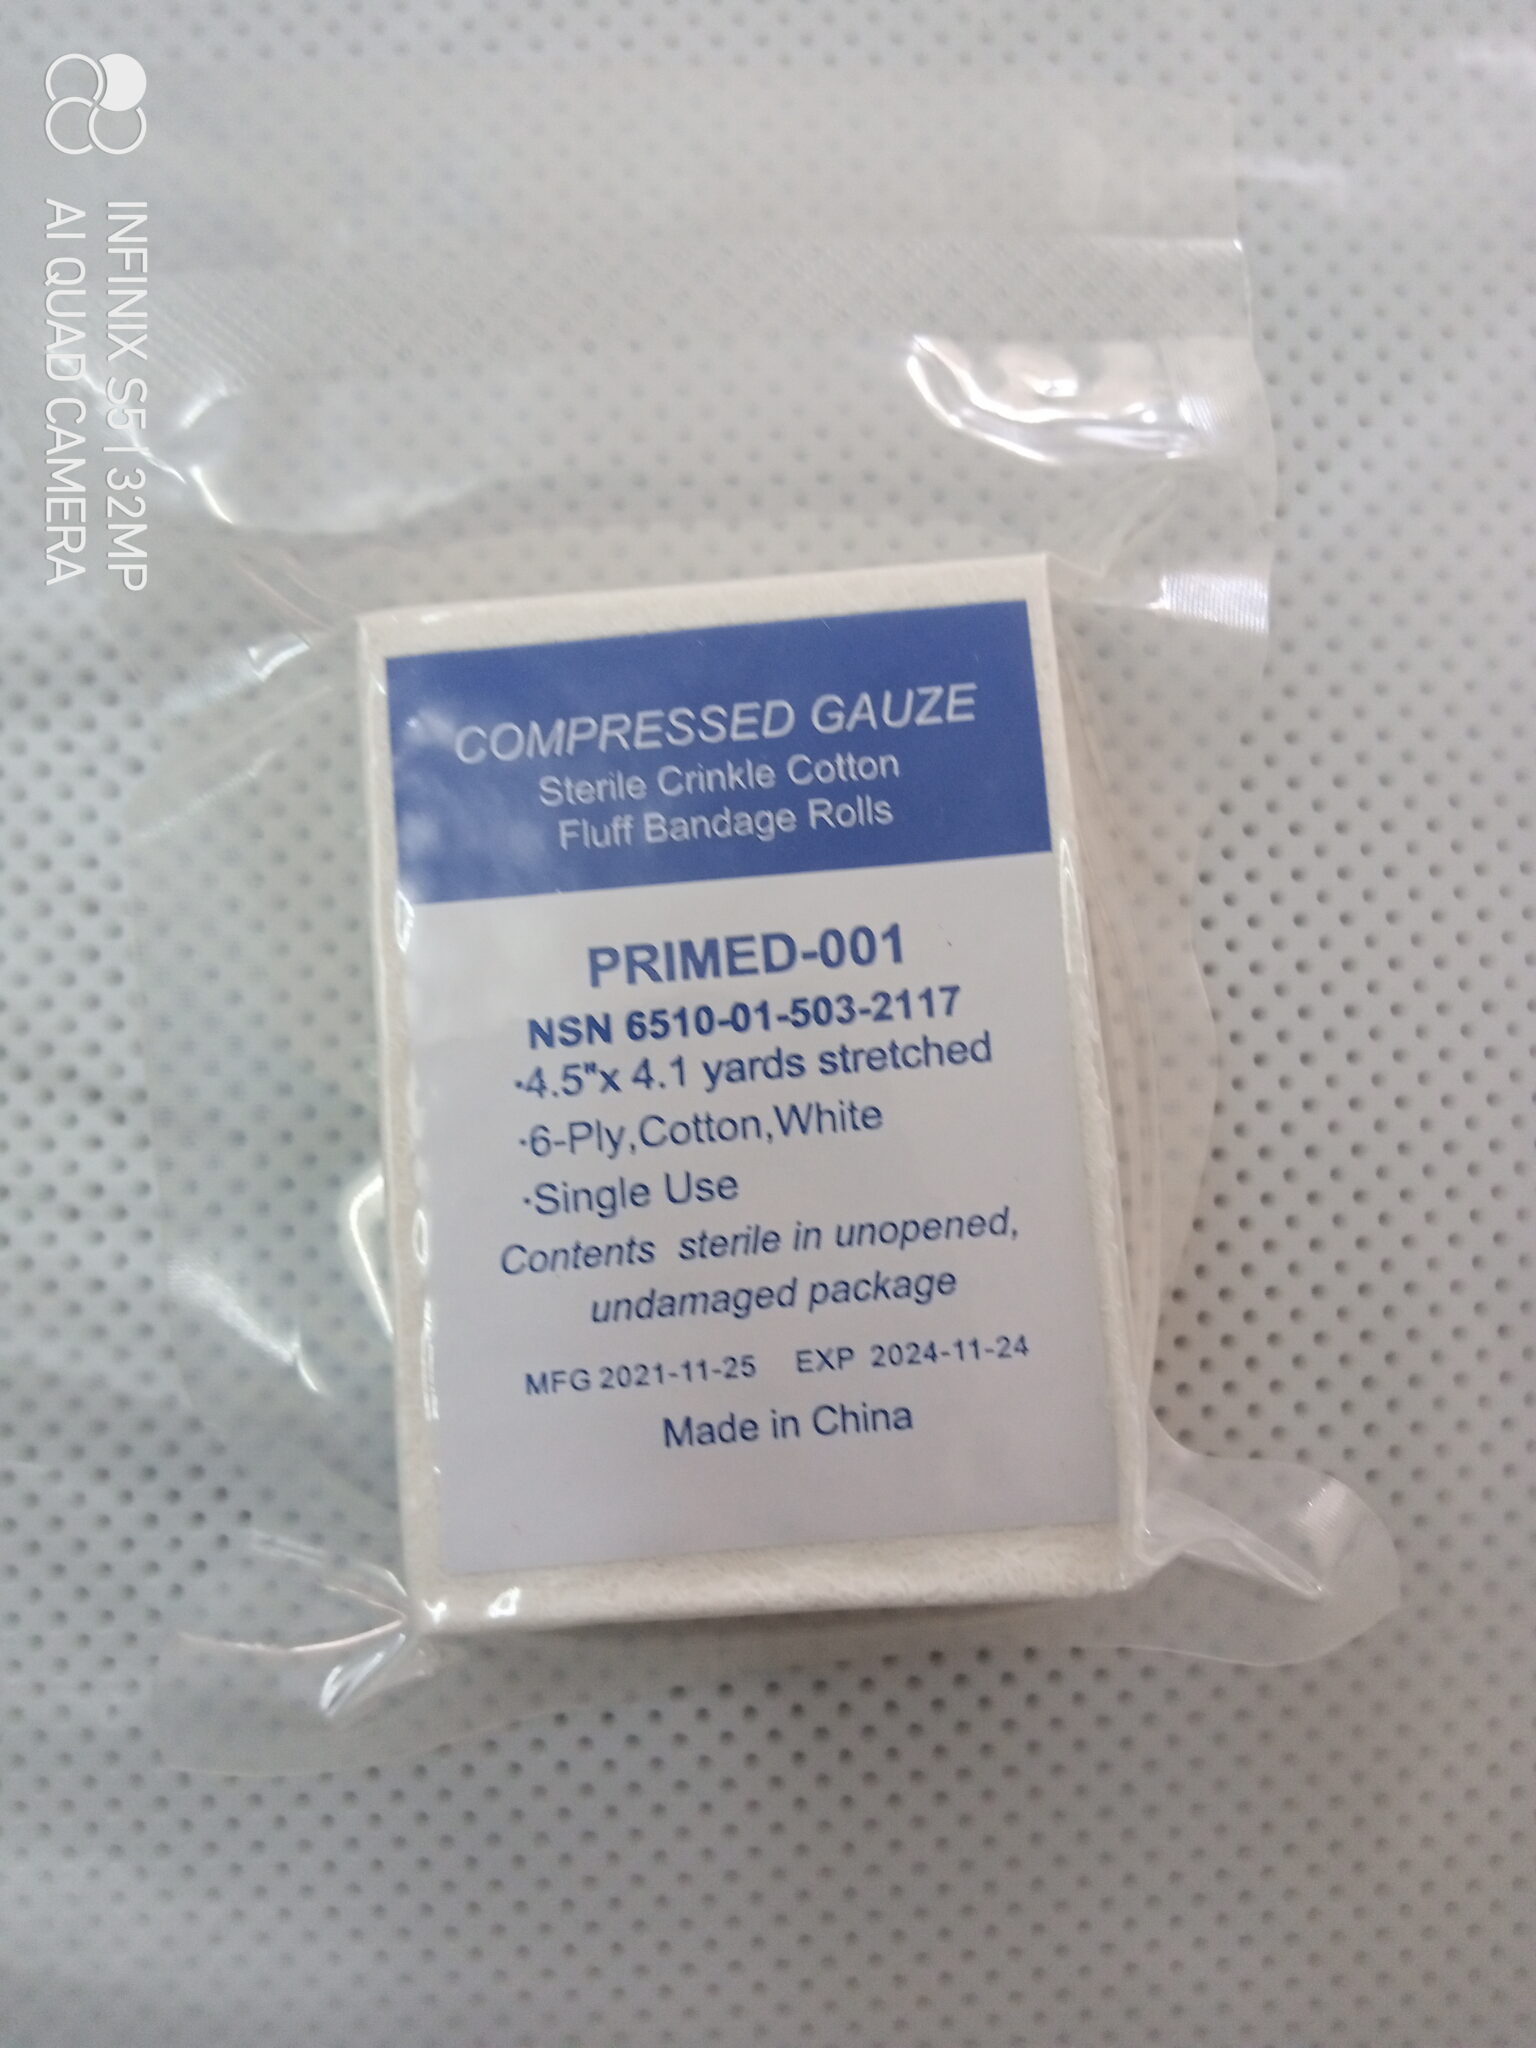 INFINIX S5 | 32MP
AI QUAD CAMERA
COMPRESSED GAUZE
Sterile Crinkle Cotton
Fluff Bandage Rolls
PRIMED-001
NSN 6510-01-503-2117
·4.5"x 4.1 yards stretched
·6-Ply,Cotton,White
·Single Use
Contents sterile in unopened,
undamaged package
MFG 2021-11-25 EXP 2024-11-24
Made in China